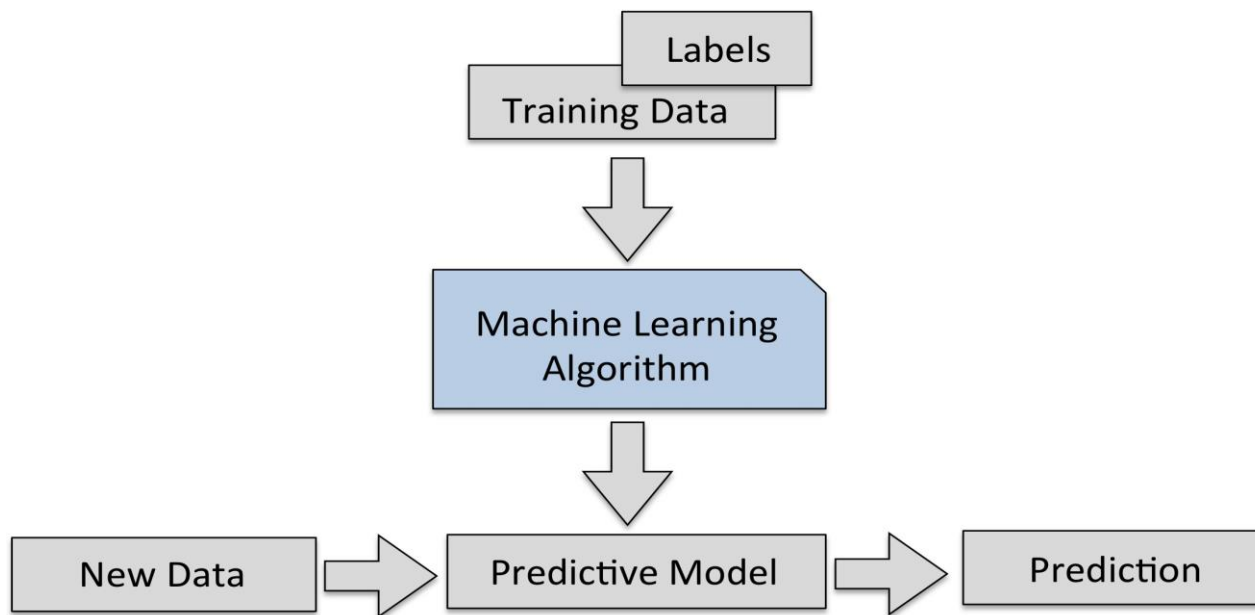 Labels
Training Data
Machine Learning
Algorithm
New Data
Predictive Model
Prediction